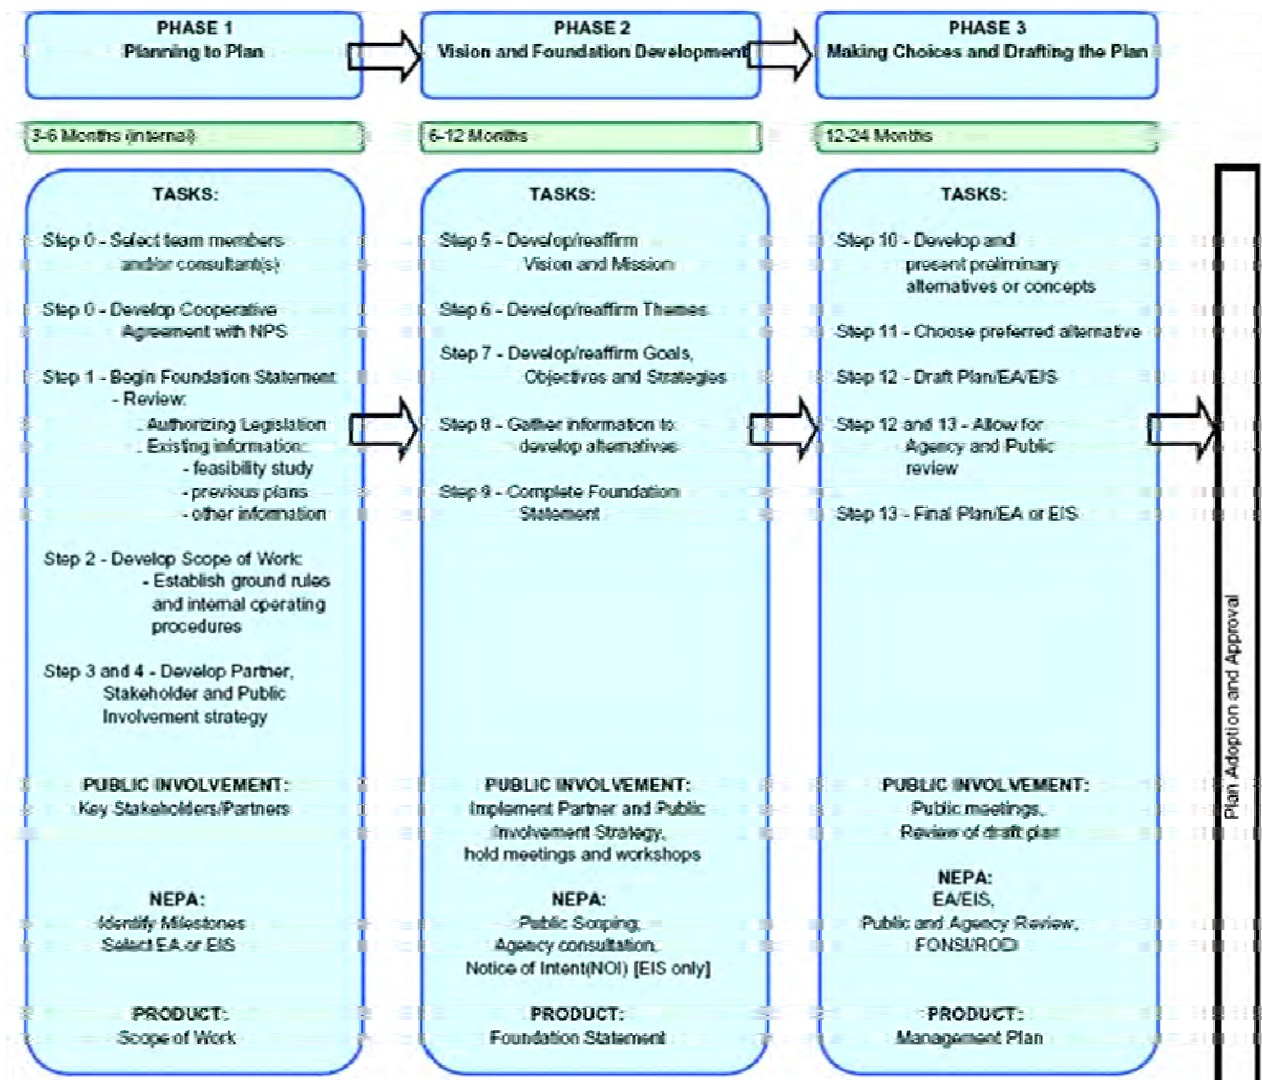 PHASE 1
Planning to Plan
PHASE 2
Vision and Foundation Development
PHASE 3
Making Choices and Drafting the Plan
3-6 Months (internal)
6-12 Months
12-24 Months
TASKS:
Step 0 - Select team members
and/or consultant(s)
Step 0 - Develop Cooperative
Agreement with NPS
Step 1 - Begin Foundation Statement
- Review:
. Authorizing Legislation
. Existing information:
- feasibility study
- previous plans
- other information
Step 2 - Develop Scope of Work:
- Establish ground rules
and internal operating
procedures
Step 3 and 4 - Develop Partner,
Stakeholder and Public
Involvement strategy
PUBLIC INVOLVEMENT:
Key Stakeholders/Partners
NEPA:
Identify Milestones
Select EA or EIS
PRODUCT:
Scope of Work
TASKS:
Step 5 - Develop/reaffirm
Vision and Mission
Step 6 - Develop/reaffirm Themes
Step 7 - Develop/reaffirm Goals,
Objectives and Strategies
Step 8 - Gather information to
develop alternatives
Step 9 - Complete Foundation
Statement
PUBLIC INVOLVEMENT:
Implement Partner and Public
Involvement Strategy,
hold meetings and workshops
NEPA:
Public Scoping,
Agency consultation,
Notice of Intent(NOI) [EIS only]
PRODUCT:
Foundation Statement
TASKS:
Step 10 - Develop and
present preliminary
alternatives or concepts
Step 11 - Choose preferred alternative
Step 12 - Draft Plan/EA/EIS
Step 12 and 13 - Allow for
Agency and Public
review
Step 13 - Final Plan/EA or EIS
PUBLIC INVOLVEMENT:
Public meetings,
Review of draft plan
NEPA:
EA/EIS,
Public and Agency Review,
FONSI/ROD
PRODUCT:
Management Plan
Plan Adoption and Approval